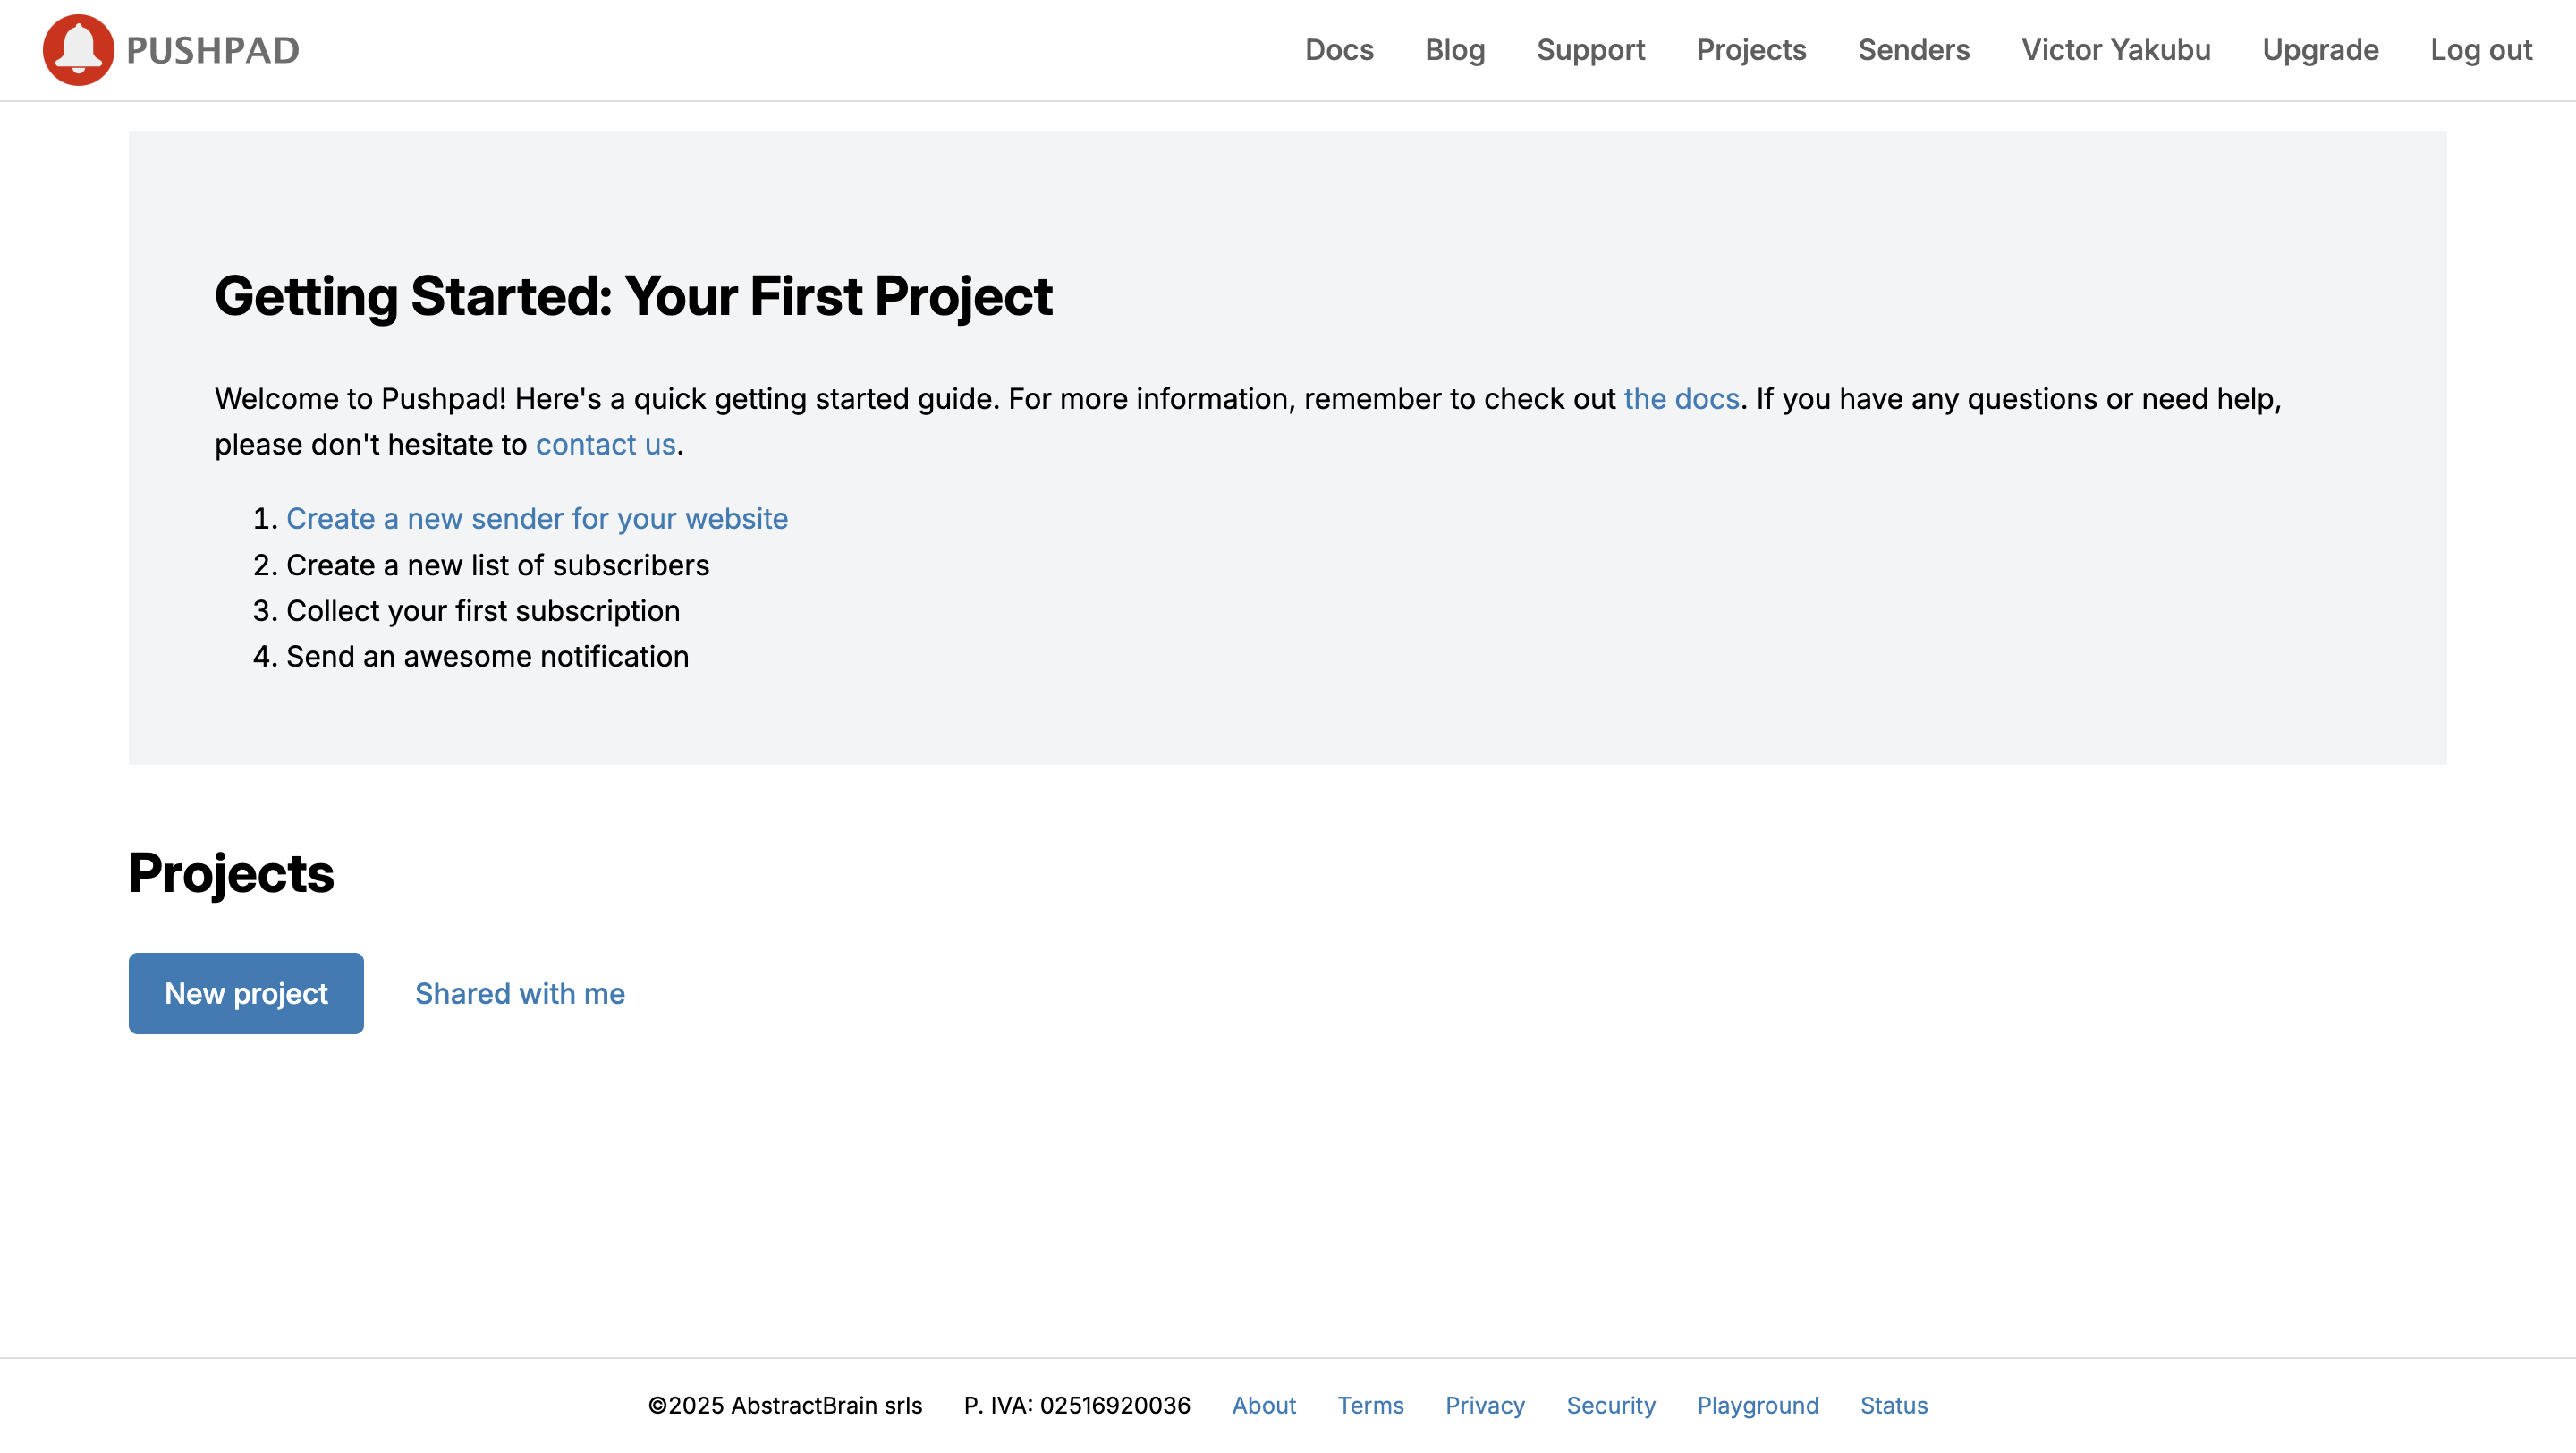 PUSHPAD
Docs Blog Support Projects Senders Victor Yakubu Upgrade Log out
Getting Started: Your First Project
Welcome to Pushpad! Here's a quick getting started guide. For more information, remember to check out the docs. If you have any questions or need help,
please don't hesitate to contact us.
1. Create a new sender for your website
2. Create a new list of subscribers
3. Collect your first subscription
4. Send an awesome notification
Projects
New project Shared with me
©2025 AbstractBrain srls P. IVA: 02516920036 About Terms Privacy Security Playground Status